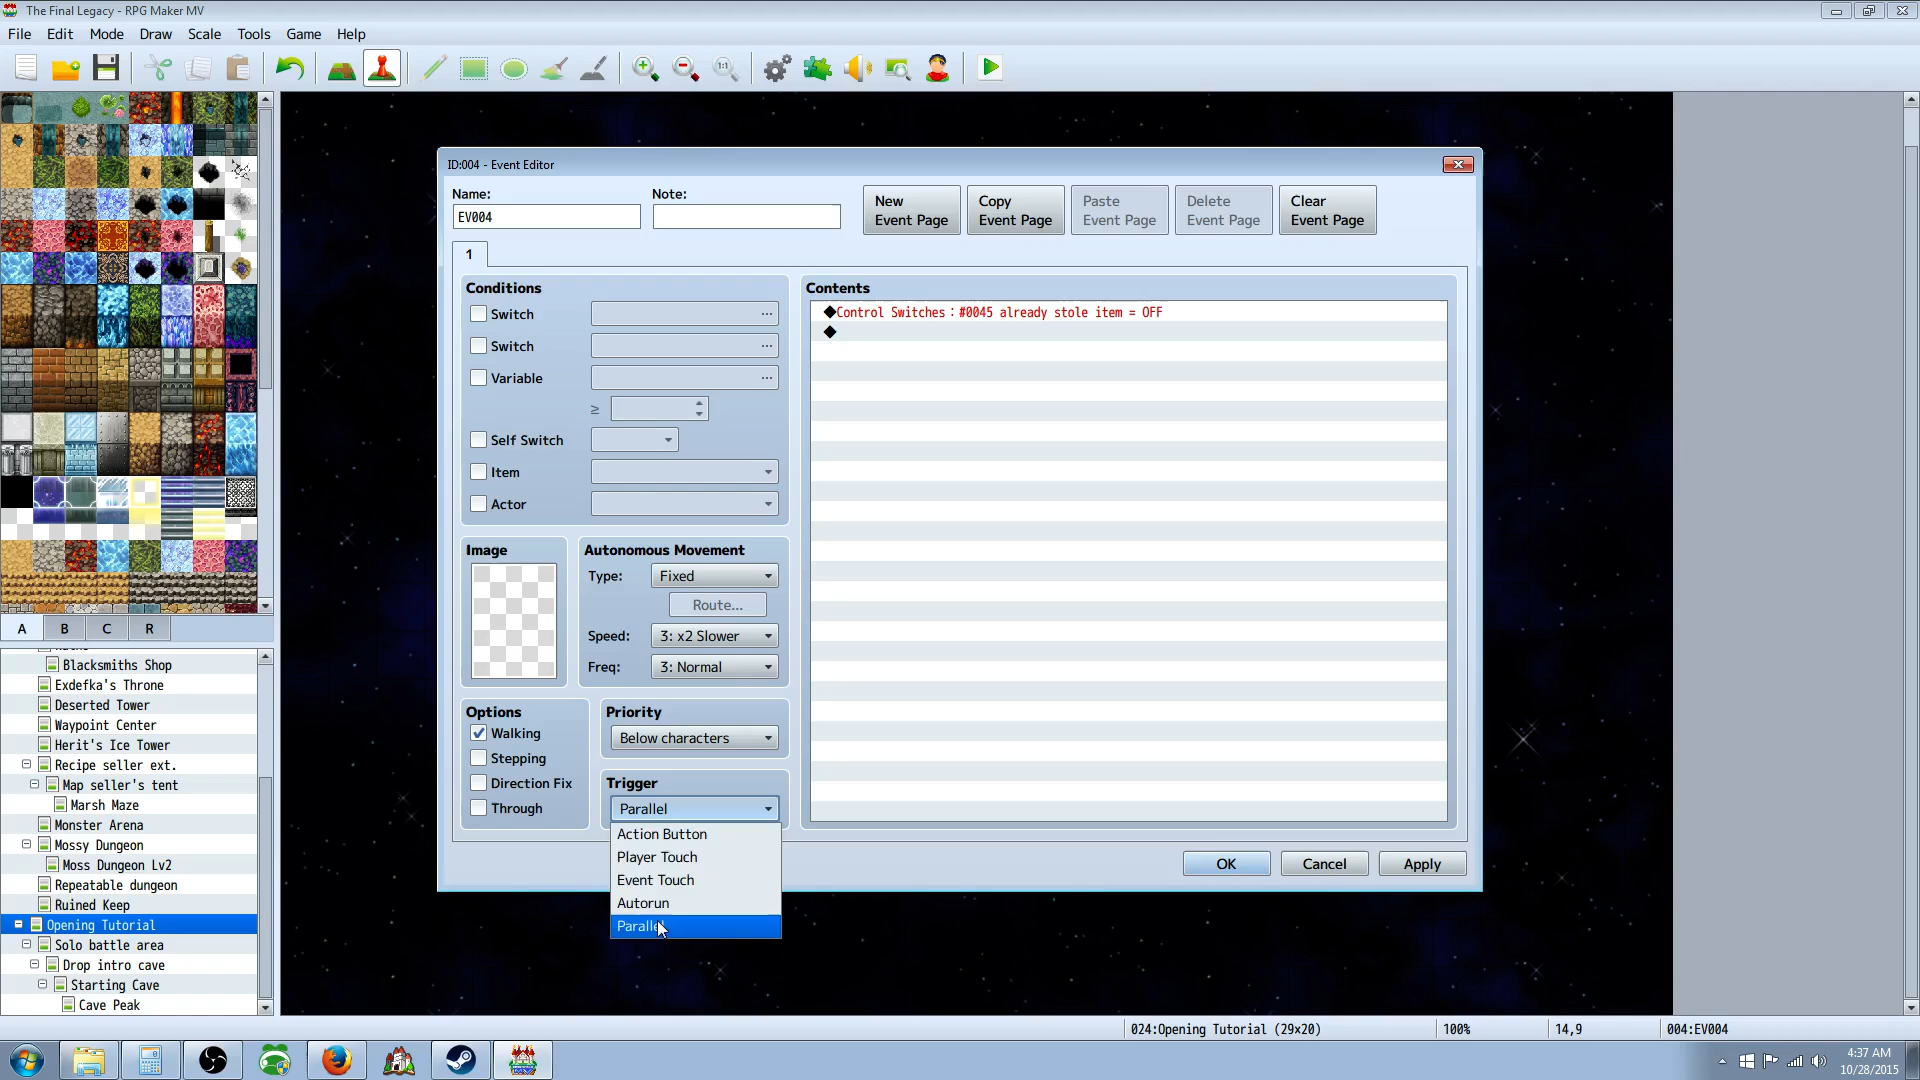 The Final Legacy - RPG Maker MV
File Edit Mode Draw Scale Tools Game Help
1:1
ID:004 - Event Editor
Name:
Note:
EV004
New Event Page
Copy Event Page
Paste Event Page
Delete Event Page
Clear Event Page
1
Conditions
Switch ...
Switch ...
Variable ...
≥
Self Switch
Item
Actor
Image
Autonomous Movement
Type: Fixed
Route...
Speed: 3: x2 Slower
Freq: 3: Normal
Options
Walking
Stepping
Direction Fix
Through
Priority
Below characters
Trigger
Parallel
Action Button
Player Touch
Event Touch
Autorun
Parallel
Contents
◆Control Switches：#0045 already stole item = OFF
◆
OK
Cancel
Apply
A B C R
Blacksmiths Shop
Exdefka's Throne
Deserted Tower
Waypoint Center
Herit's Ice Tower
Recipe seller ext.
Map seller's tent
Marsh Maze
Monster Arena
Mossy Dungeon
Moss Dungeon Lv2
Repeatable dungeon
Ruined Keep
Opening Tutorial
Solo battle area
Drop intro cave
Starting Cave
Cave Peak
024:Opening Tutorial (29x20)
100%
14,9
004:EV004
4:37 AM
10/28/2015